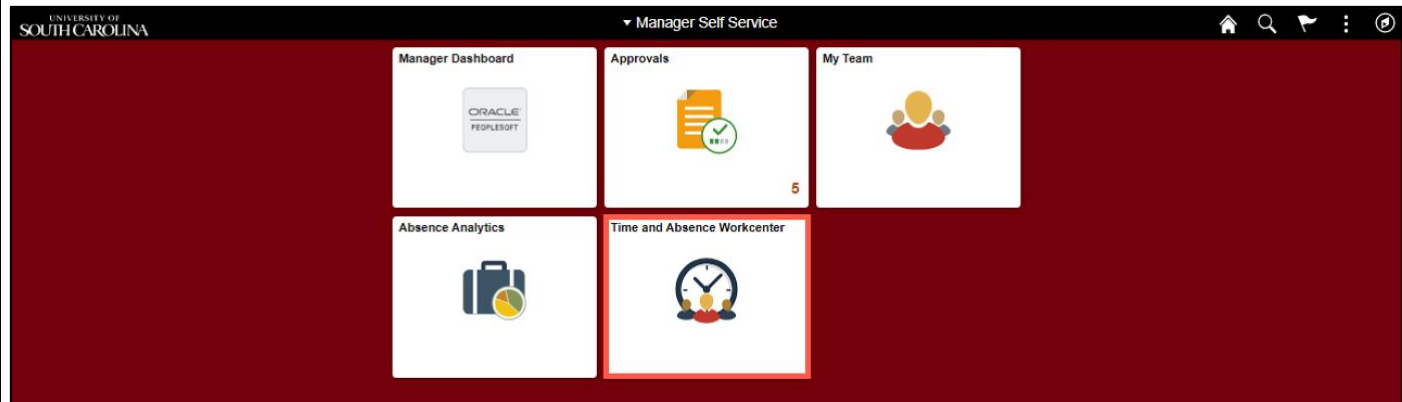 UNIVERSITY OF
SOUTH CAROLINA
Manager Self Service
Manager Dashboard
Approvals
My Team
ORACLE
PEOPLESOFT
5
Absence Analytics
Time and Absence Workcenter